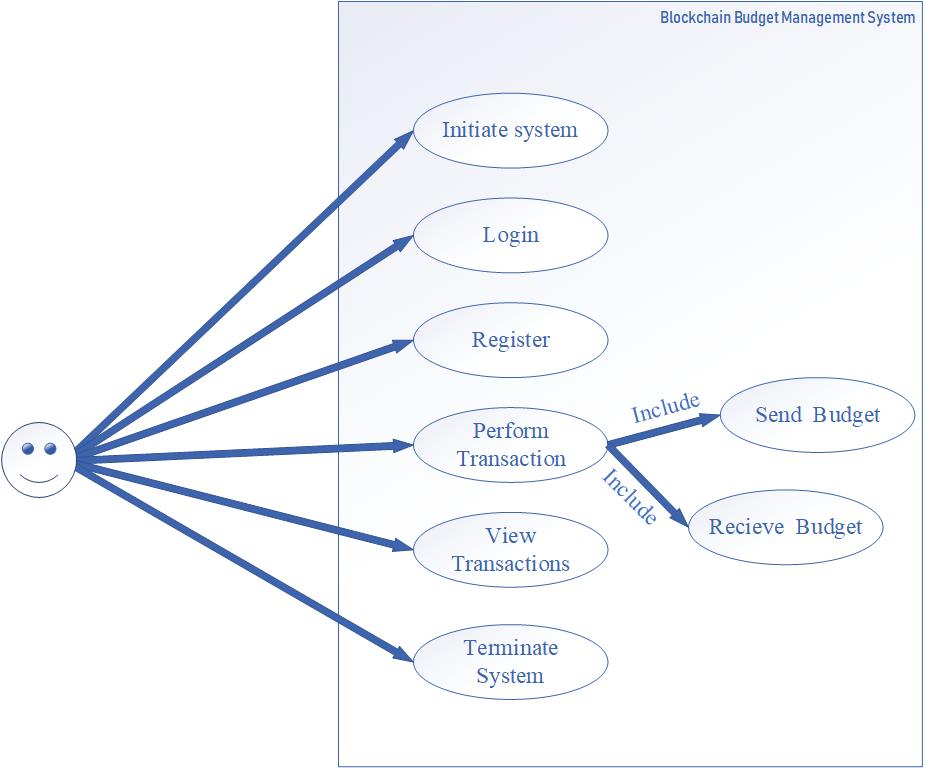 Blockchain Budget Management System
Initiate system
Login
Register
Perform
Transaction
Include
Send Budget
Include
Recieve Budget
View
Transactions
Terminate
System